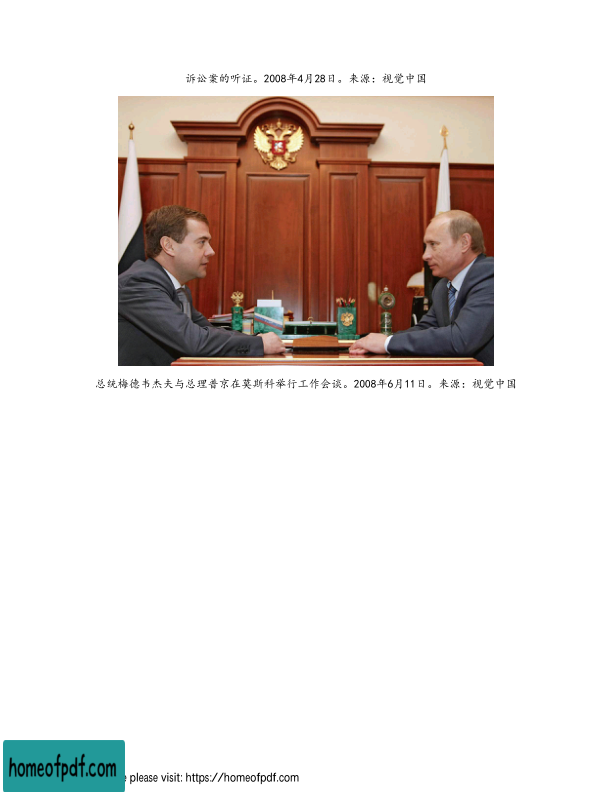 诉讼案的听证。2008年4月28日。来源：视觉中国
总统梅德韦杰夫与总理普京在莫斯科举行工作会谈。2008年6月11日。来源：视觉中国
homeofpdf.com
please visit: https://homeofpdf.com